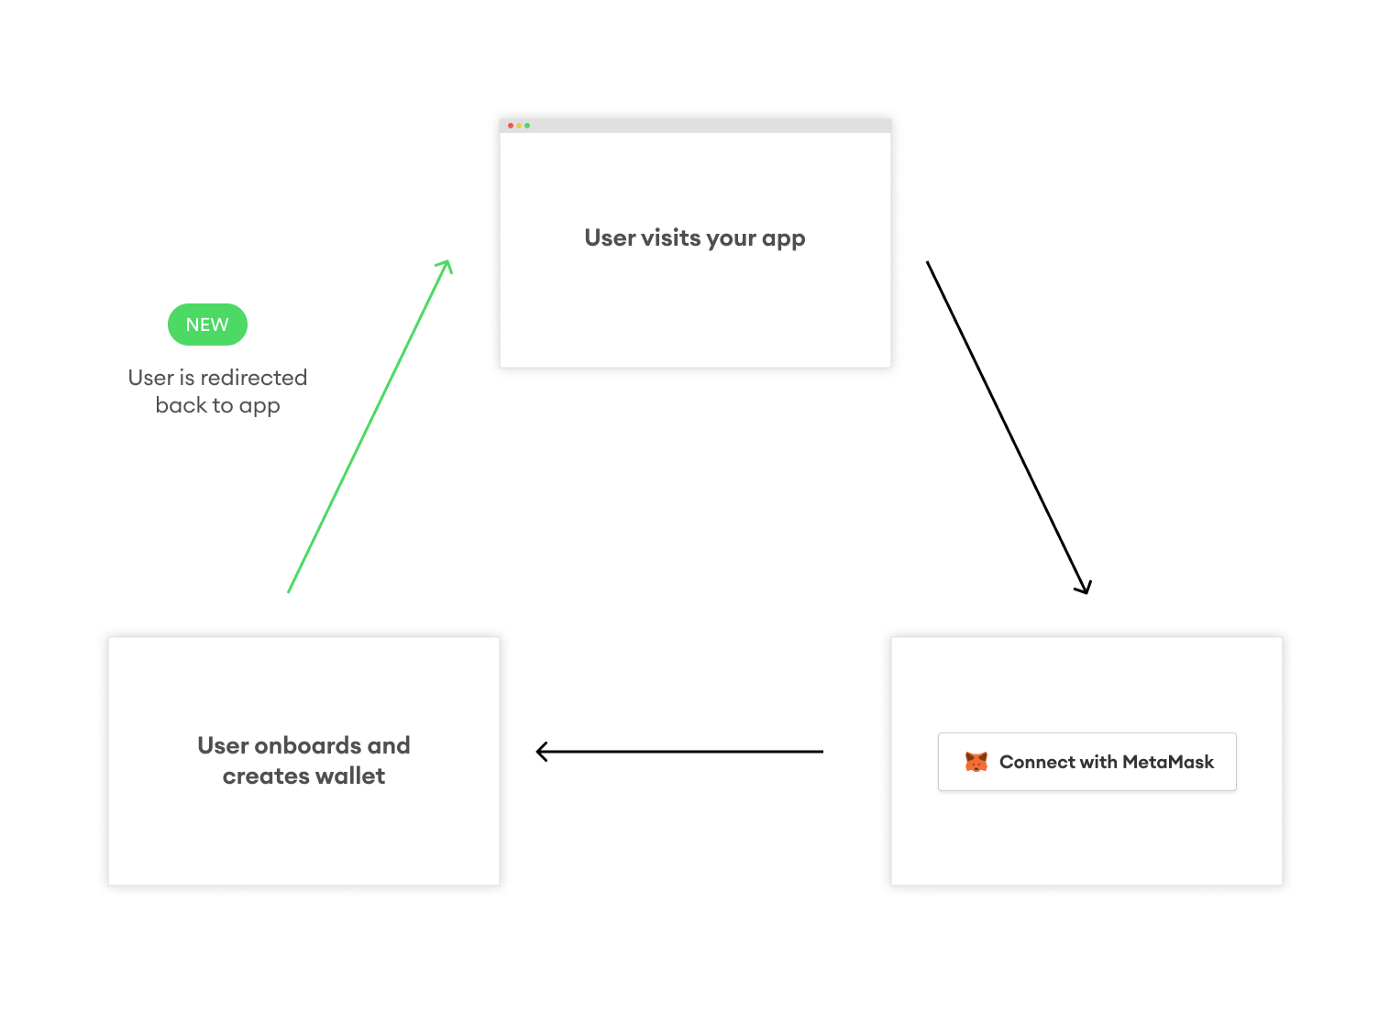 User visits your app
NEW
User is redirected
back to app
User onboards and
creates wallet
Connect with MetaMask